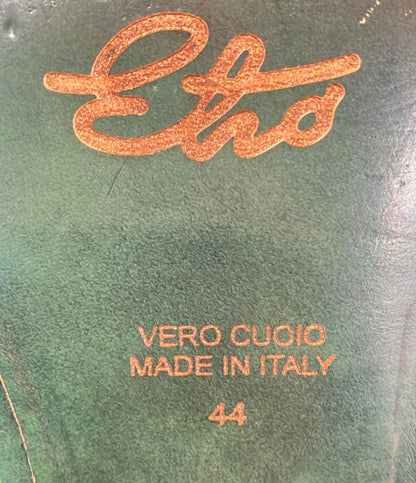 Etro
VERO CUOIO
MADE IN ITALY
44